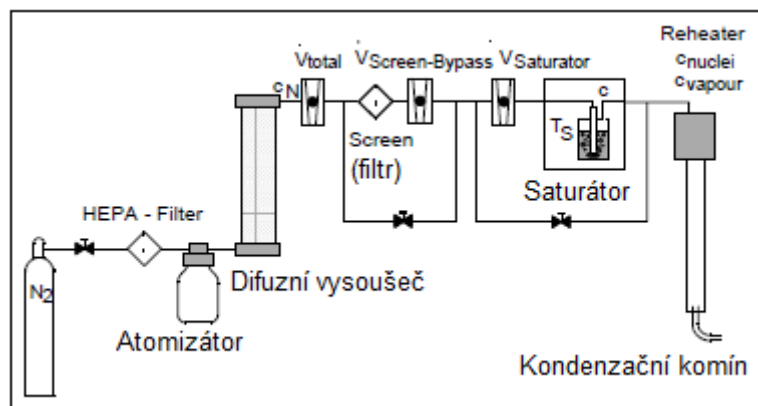 Reheater
V̇total
V̇Screen-Bypass
V̇Saturator
cnuclei
cvapour
cN
c
TS
Screen
(filtr)
Saturátor
HEPA - Filter
Difuzní vysoušeč
N2
Atomizátor
Kondenzační komín